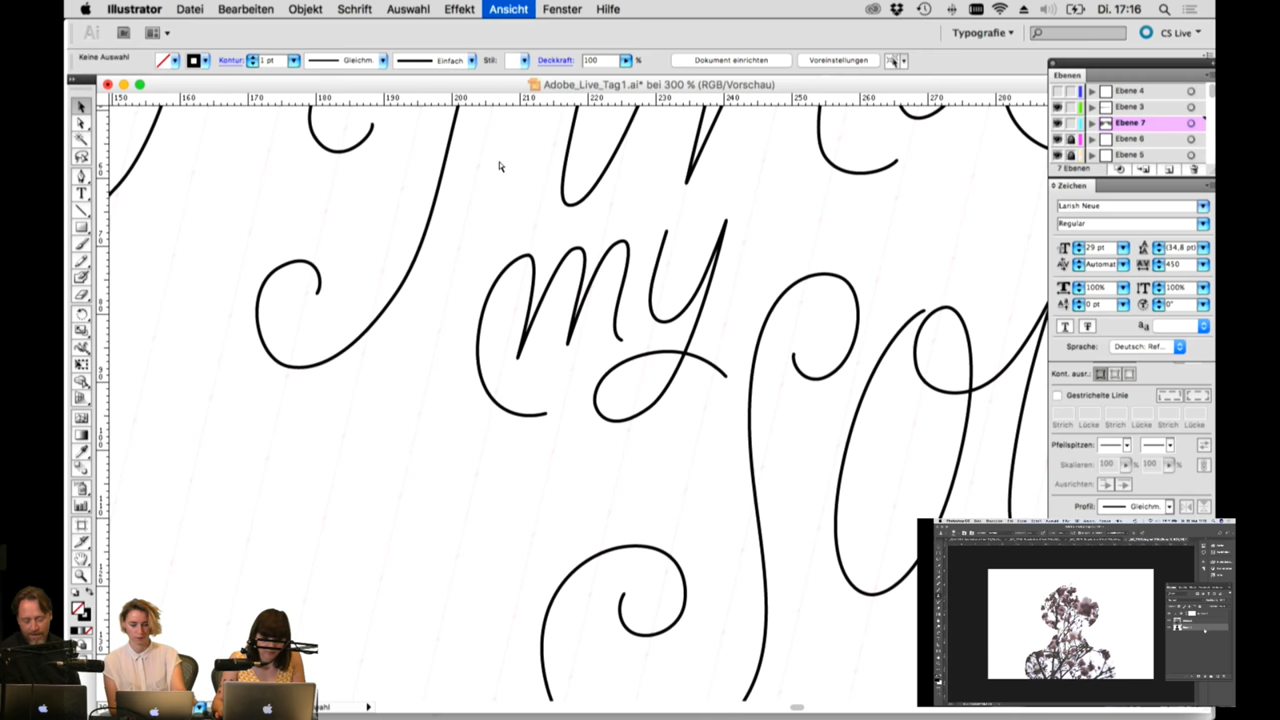 Illustrator Datei Bearbeiten Objekt Schrift Auswahl Effekt Ansicht Fenster Hilfe Di. 17:16
Ai Br Typografie CS Live
Keine Auswahl Kontur: 1 pt Gleichm. Einfach Stil: Deckkraft: 100 % Dokument einrichten Voreinstellungen
Adobe_Live_Tag1.ai* bei 300 % (RGB/Vorschau)
150 160 170 180 190 200 210 220 230 240 250 260 270 280
my
Ebenen
Ebene 4
Ebene 3
Ebene 7
Ebene 6
Ebene 5
7 Ebenen
Zeichen
Larish Neue
Regular
29 pt (34,8 pt)
Automat 450
100% 100%
0 pt 0°
Sprache: Deutsch: Ref...
Kont. ausr.:
Gestrichelte Linie
Strich Lücke Strich Lücke Strich Lücke
Pfeilspitzen:
Skalieren: 100 % 100 %
Ausrichten:
Profil: Gleichm.